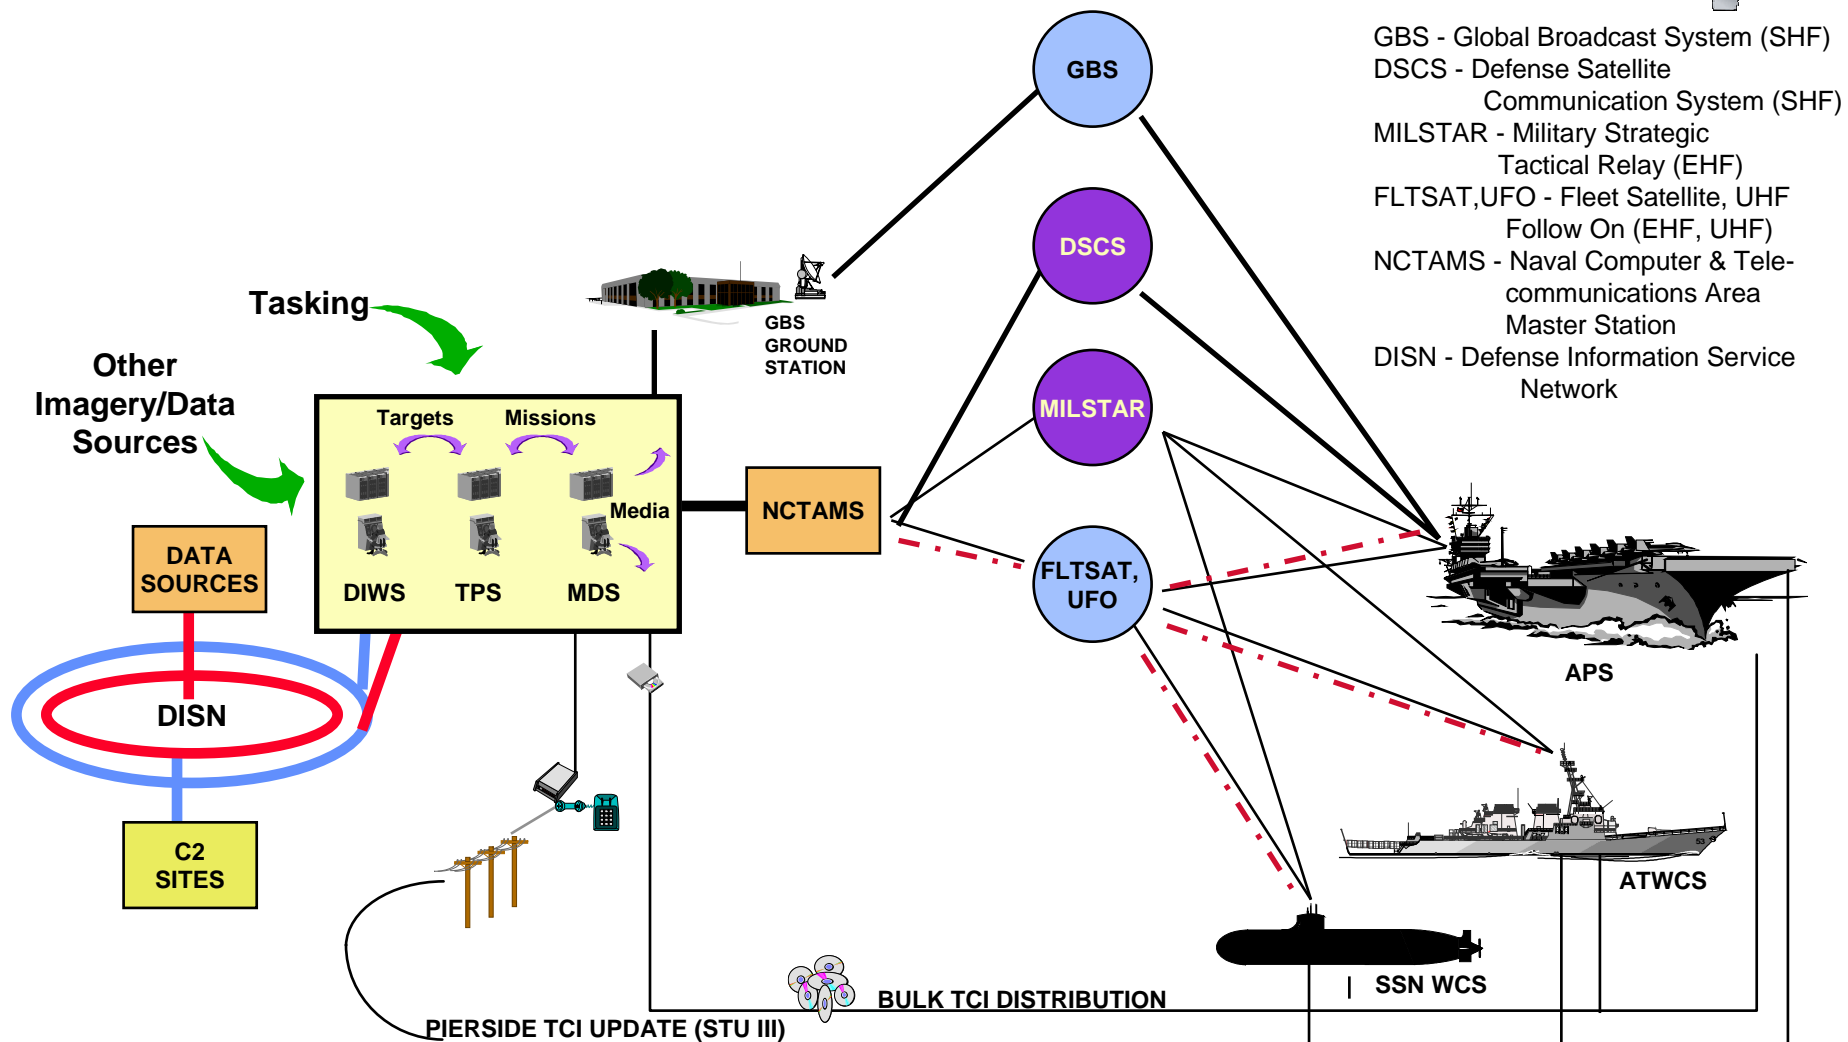 GBS - Global Broadcast System (SHF)
DSCS - Defense Satellite
Communication System (SHF)
MILSTAR - Military Strategic
Tactical Relay (EHF)
FLTSAT,UFO - Fleet Satellite, UHF
Follow On (EHF, UHF)
NCTAMS - Naval Computer & Tele-
communications Area
Master Station
DISN - Defense Information Service
Network
GBS
DSCS
MILSTAR
FLTSAT,
UFO
GBS
GROUND
STATION
Tasking
Other
Imagery/Data
Sources
Targets
Missions
Media
DIWS
TPS
MDS
NCTAMS
DATA
SOURCES
DISN
C2
SITES
APS
53
ATWCS
SSN WCS
BULK TCI DISTRIBUTION
PIERSIDE TCI UPDATE (STU III)